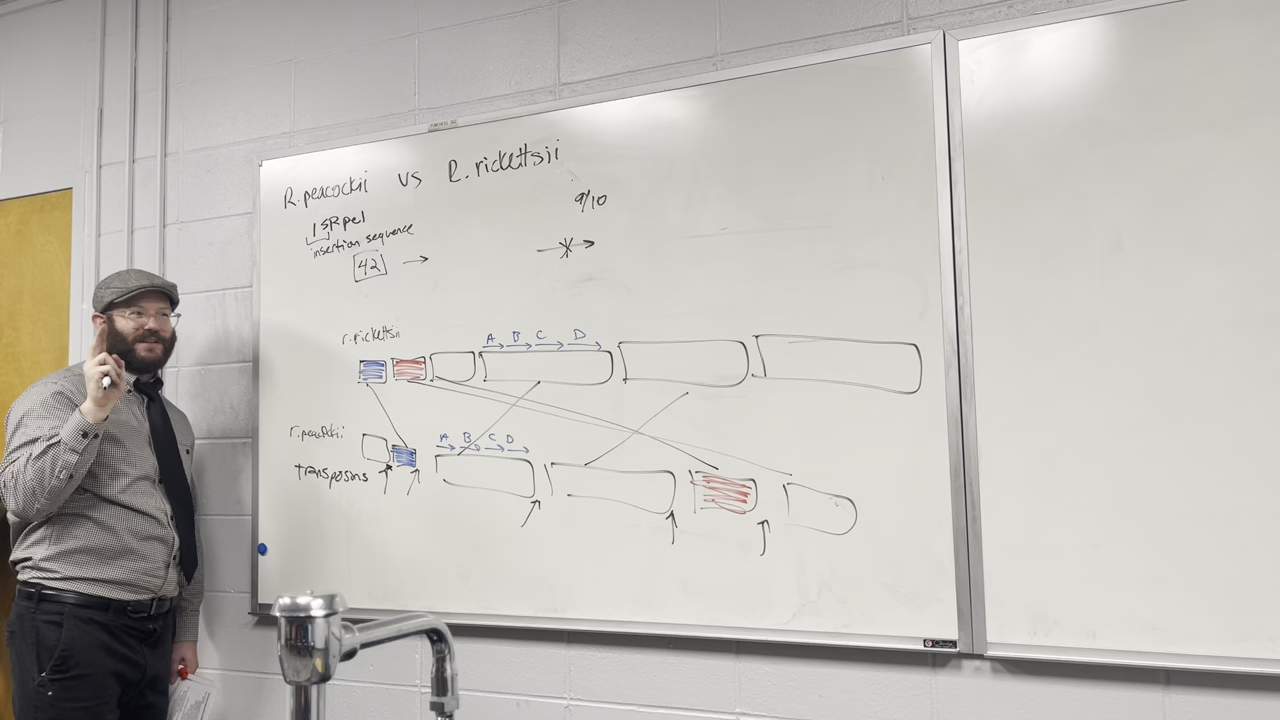 R.peacockii vs R.rickettsii
ISRpe1
insertion sequence
42
9/10
r.rickettsii
A B C D
r.peacockii
A B C D
transposons